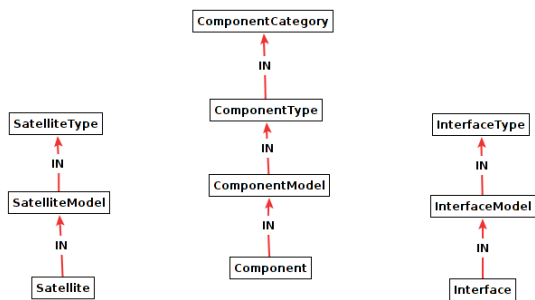 ComponentCategory
IN
ComponentType
IN
ComponentModel
IN
Component
SatelliteType
IN
SatelliteModel
IN
Satellite
InterfaceType
IN
InterfaceModel
IN
Interface